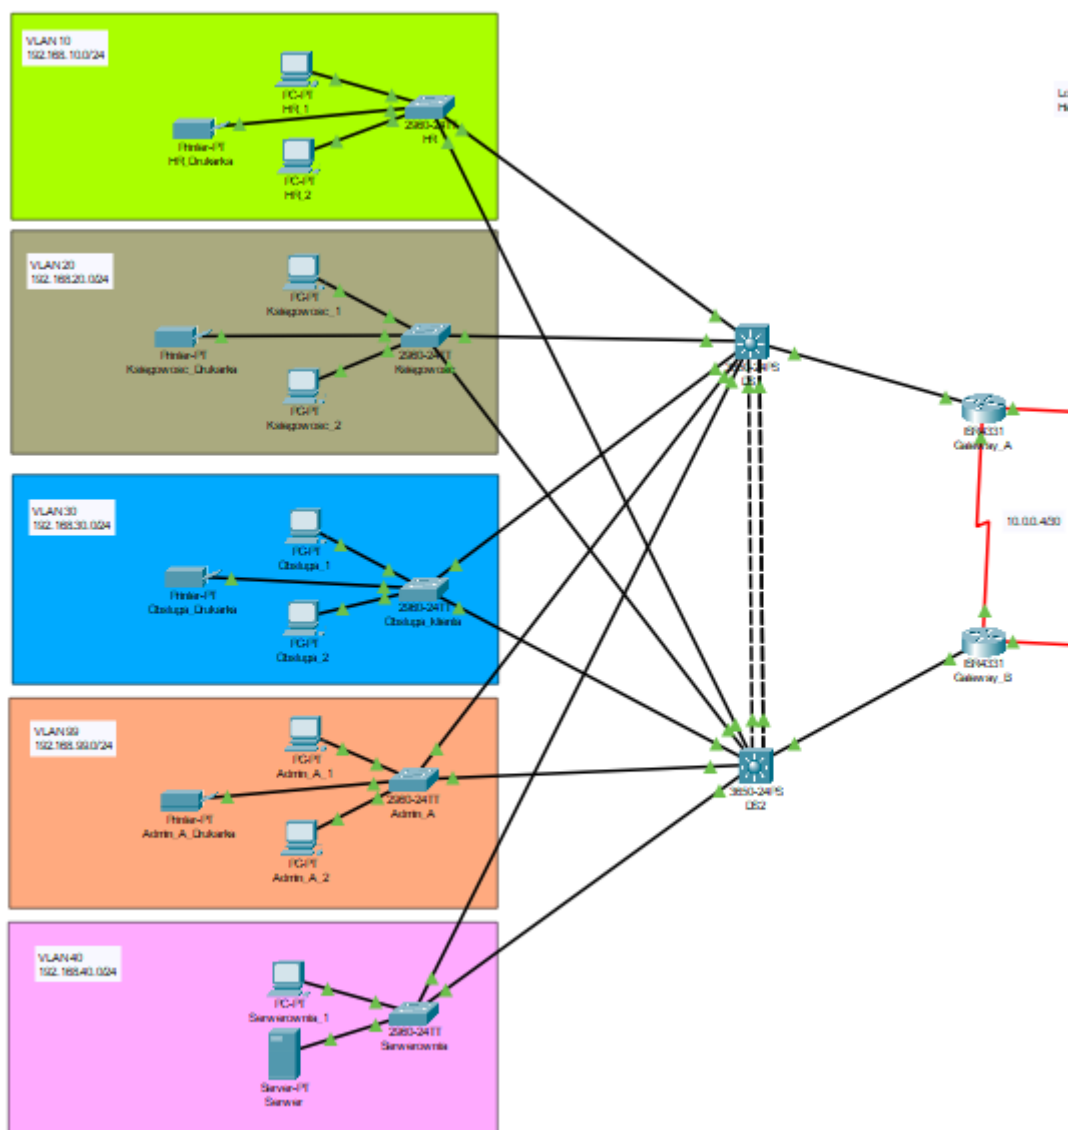 VLAN 10
192.168.10.0/24
PC-PT
HR_1
2960-24TT
HR
Printer-PT
HR_Drukarka
PC-PT
HR_2
VLAN 20
192.168.20.0/24
PC-PT
Ksiegowosc_1
Printer-PT
Ksiegowosc_Drukarka
2960-24TT
Ksiegowosc
PC-PT
Ksiegowosc_2
3650-24PS
DS1
ISR4331
Gateway_A
VLAN 30
192.168.30.0/24
PC-PT
Obsluga_1
10.0.0.4/30
Printer-PT
Obsluga_Drukarka
2960-24TT
Obsluga_klienta
PC-PT
Obsluga_2
ISR4331
Gateway_B
VLAN 99
192.168.99.0/24
PC-PT
Admin_A_1
Printer-PT
Admin_A_Drukarka
2960-24TT
Admin_A
3650-24PS
DS2
PC-PT
Admin_A_2
VLAN 40
192.168.40.0/24
PC-PT
Serwerownia_1
2960-24TT
Serwerownia
Server-PT
Serwer